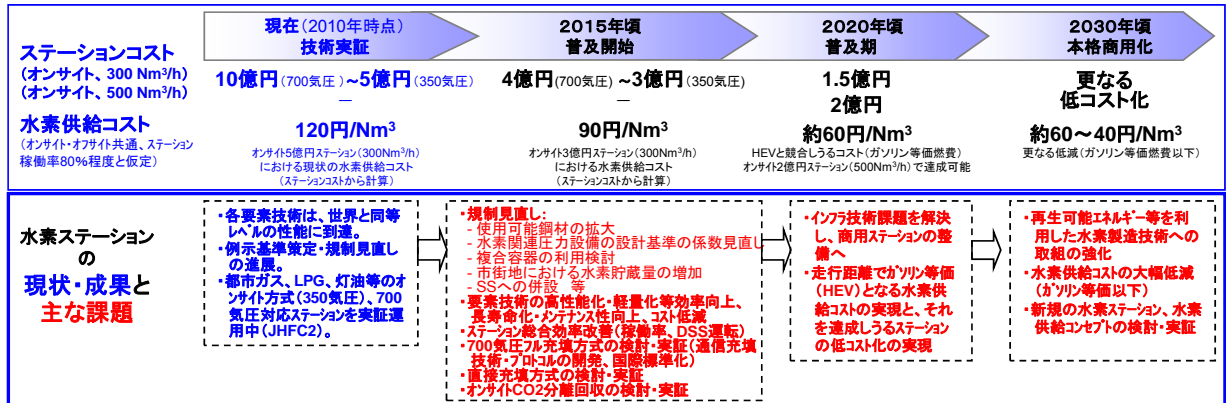 現在(2010年時点)
技術実証
2015年頃
普及開始
2020年頃
普及期
2030年頃
本格商用化
ステーションコスト
(オンサイト、300 Nm³/h)
(オンサイト、500 Nm³/h)
10億円(700気圧)~5億円(350気圧)
—
4億円(700気圧) ~3億円(350気圧)
—
1.5億円
2億円
更なる
低コスト化
水素供給コスト
(オンサイト・オフサイト共通、ステーション
稼働率80%程度と仮定)
120円/Nm³
オンサイト5億円ステーション(300Nm³/h)
における現状の水素供給コスト
(ステーションコストから計算)
90円/Nm³
オンサイト3億円ステーション(300Nm³/h)
における水素供給コスト
(ステーションコストから計算)
約60円/Nm³
HEVと競合しうるコスト(ガソリン等価燃費)
オンサイト2億円ステーション(500Nm³/h)で達成可能
約60~40円/Nm³
更なる低減(ガソリン等価燃費以下)
水素ステーション
の
現状・成果と
主な課題
・各要素技術は、世界と同等
レベルの性能に到達。
・例示基準策定・規制見直し
の進展。
・都市ガス、LPG、灯油等のオ
ンサイト方式(350気圧)、700
気圧対応ステーションを実証運
用中(JHFC2)。
・規制見直し:
- 使用可能鋼材の拡大
- 水素関連圧力設備の設計基準の係数見直し
- 複合容器の利用検討
- 市街地における水素貯蔵量の増加
- SSへの併設 等
・要素技術の高性能化・軽量化等効率向上、
長寿命化・メンテナンス性向上、コスト低減
・ステーション総合効率改善(稼働率、DSS運転)
・700気圧フル充填方式の検討・実証(通信充填
技術・プロトコルの開発、国際標準化)
・直接充填方式の検討・実証
・オンサイトCO2分離回収の検討・実証
・インフラ技術課題を解決
し、商用ステーションの整
備へ
・走行距離でガソリン等価
(HEV)となる水素供
給コストの実現と、そ
れを達成しうるステーション
の低コスト化の実現
・再生可能エネルギー等を利
用した水素製造技術への
取組の強化
・水素供給コストの大幅低減
(ガソリン等価以下)
・新規の水素ステーション、水素
供給コンセプトの検討・実証